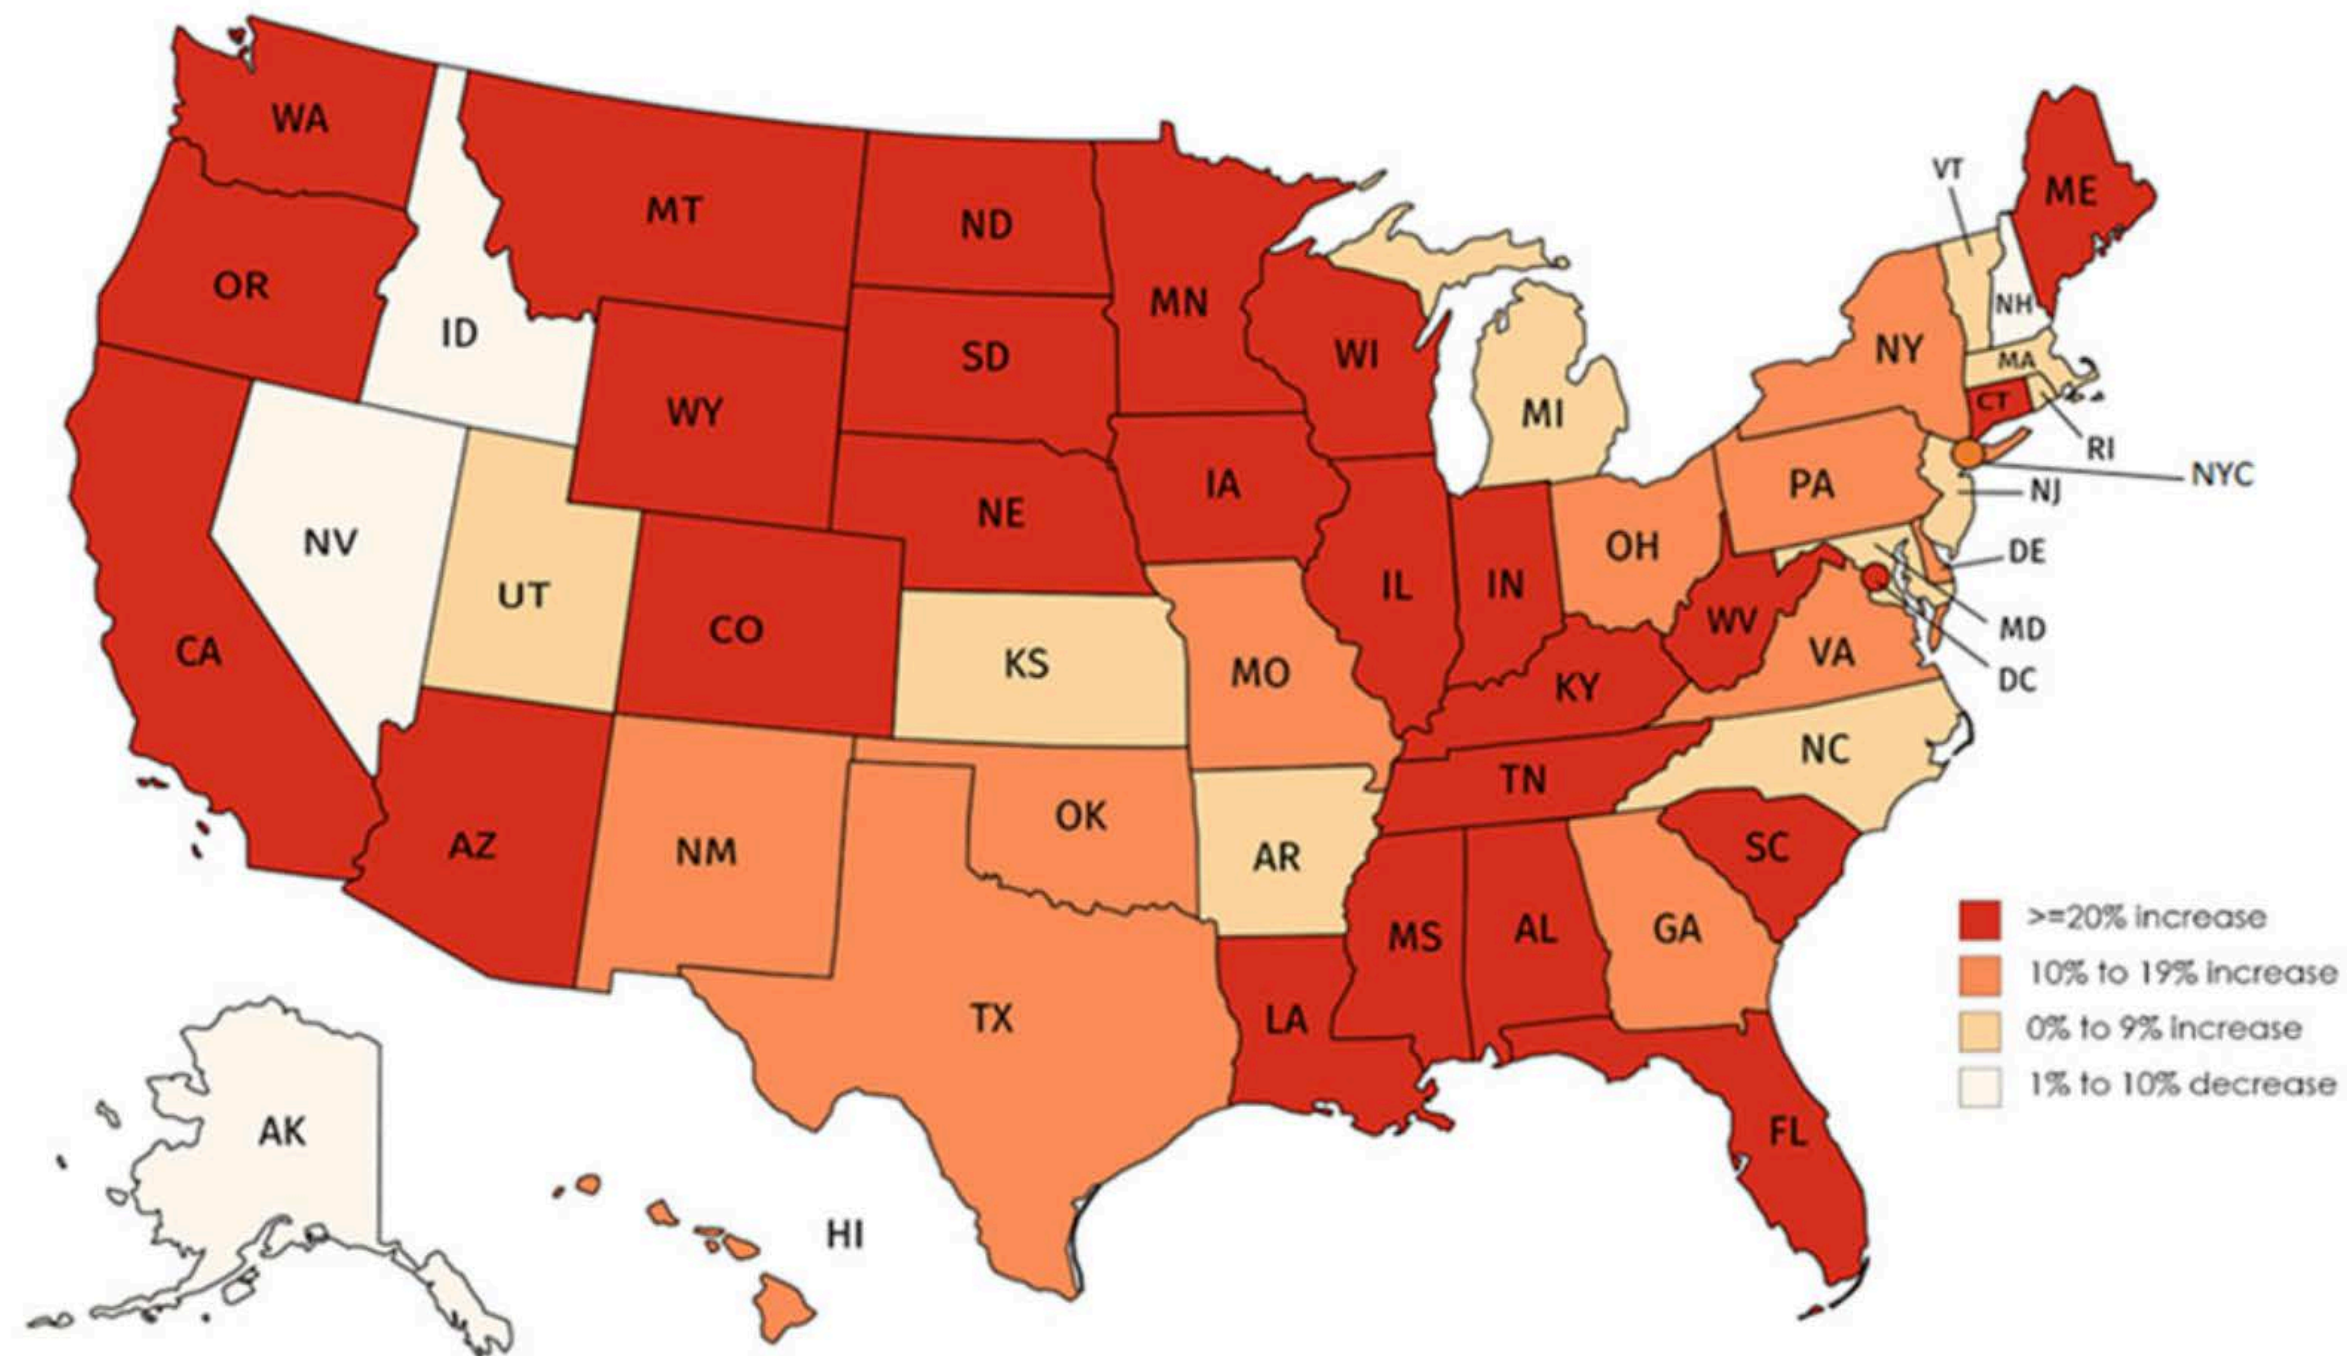 WA
MT
ND
VT
ME
OR
MN
ID
NH
SD
WI
NY
MA
WY
CT
MI
RI
NYC
IA
PA
NJ
NE
NV
OH
DE
UT
IL
IN
WV
MD
CO
CA
KS
MO
VA
DC
KY
NC
TN
OK
AZ
NM
AR
SC
MS
AL
GA
>=20% increase
10% to 19% increase
TX
LA
0% to 9% increase
1% to 10% decrease
AK
FL
HI